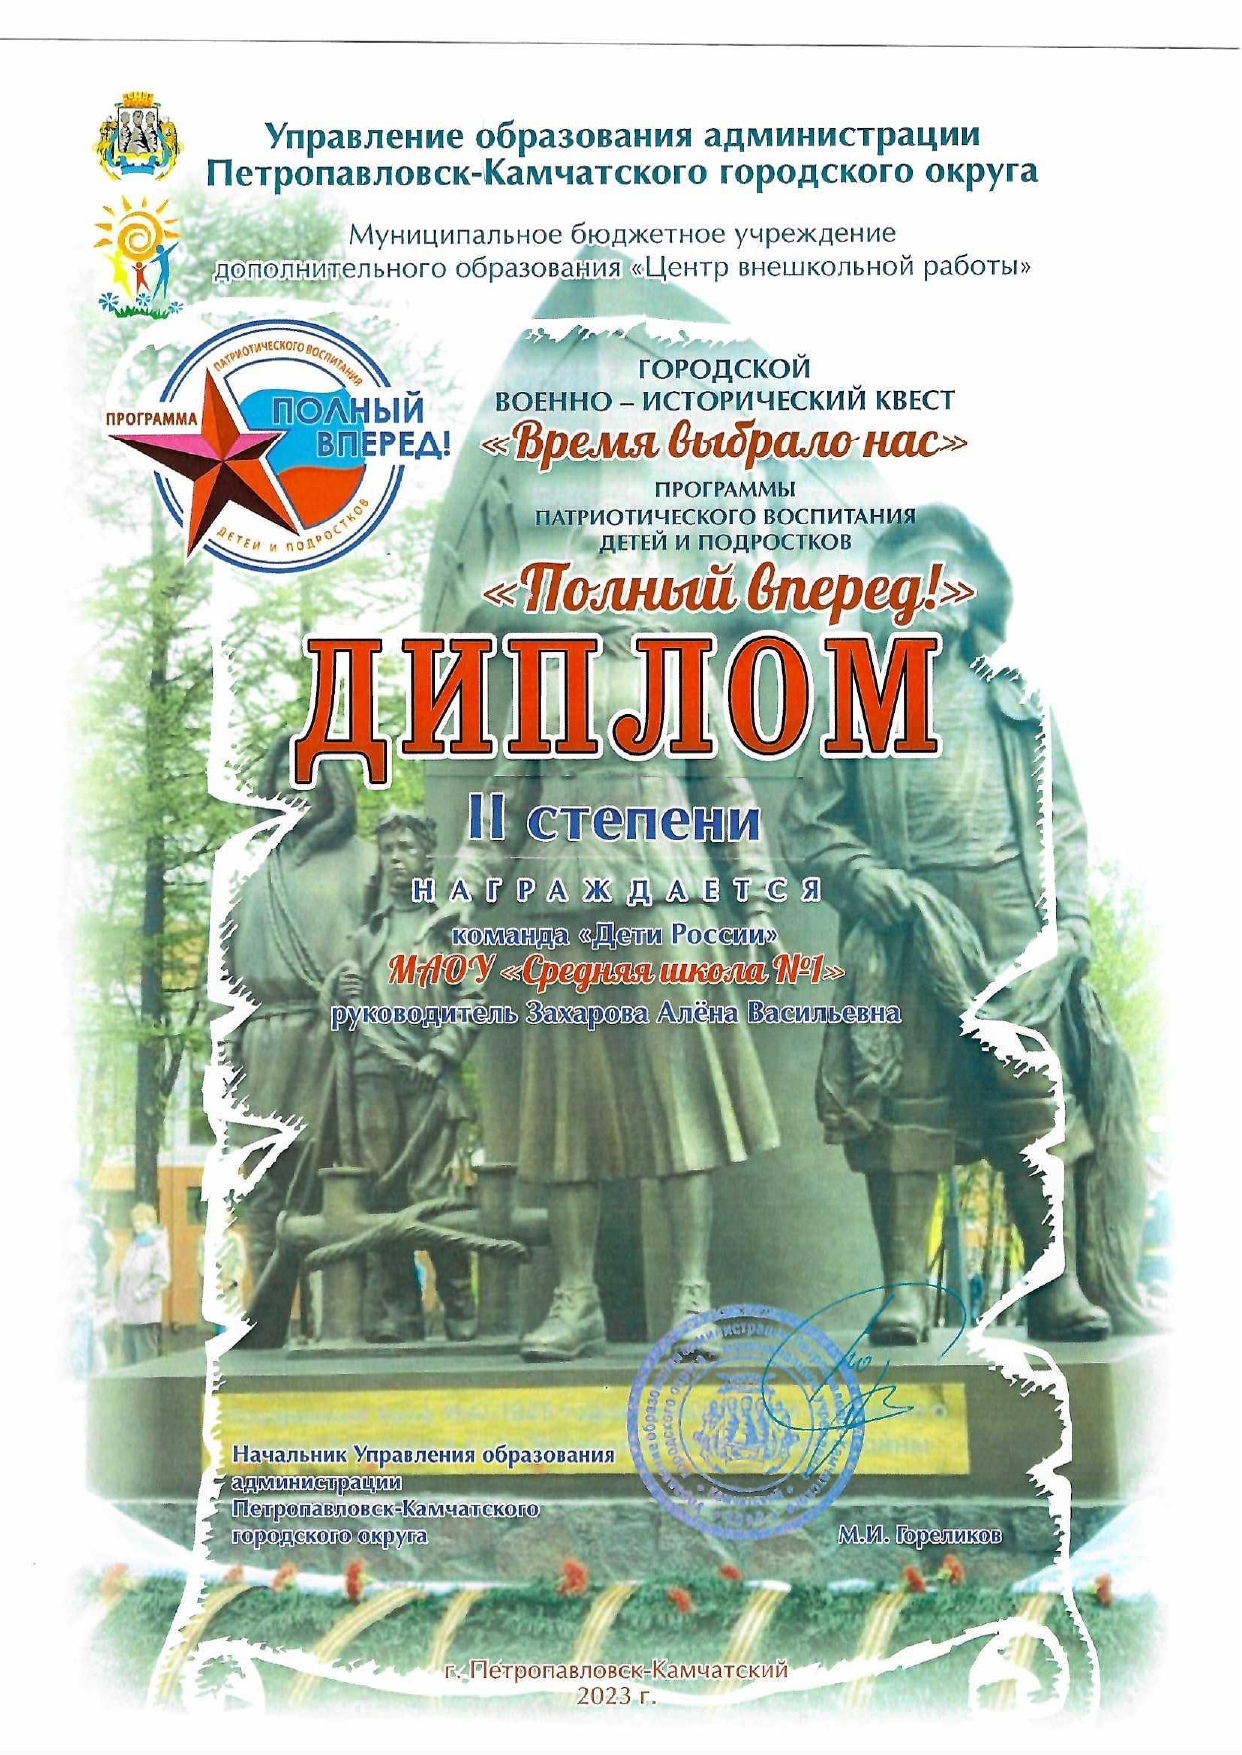 Управление образования администрации
Петропавловск-Камчатского городского округа
Муниципальное бюджетное учреждение
дополнительного образования «Центр внешкольной работы»
ПАТРИОТИЧЕСКОГО ВОСПИТАНИЯ
ПРОГРАММА
ПОЛНЫЙ
ВПЕРЕД!
ДЕТЕЙ И ПОДРОСТКОВ
ГОРОДСКОЙ
ВОЕННО – ИСТОРИЧЕСКИЙ КВЕСТ
«Время выбрало нас»
ПРОГРАММЫ
ПАТРИОТИЧЕСКОГО ВОСПИТАНИЯ
ДЕТЕЙ И ПОДРОСТКОВ
«Полный вперед!»
ДИПЛОМ
II степени
НАГРАЖДАЕТСЯ
команда «Дети России»
МАОУ «Средняя школа №1»
руководитель Захарова Алёна Васильевна
Начальник Управления образования
администрации
Петропавловск-Камчатского
городского округа
М.И. Гореликов
г. Петропавловск-Камчатский
2023 г.